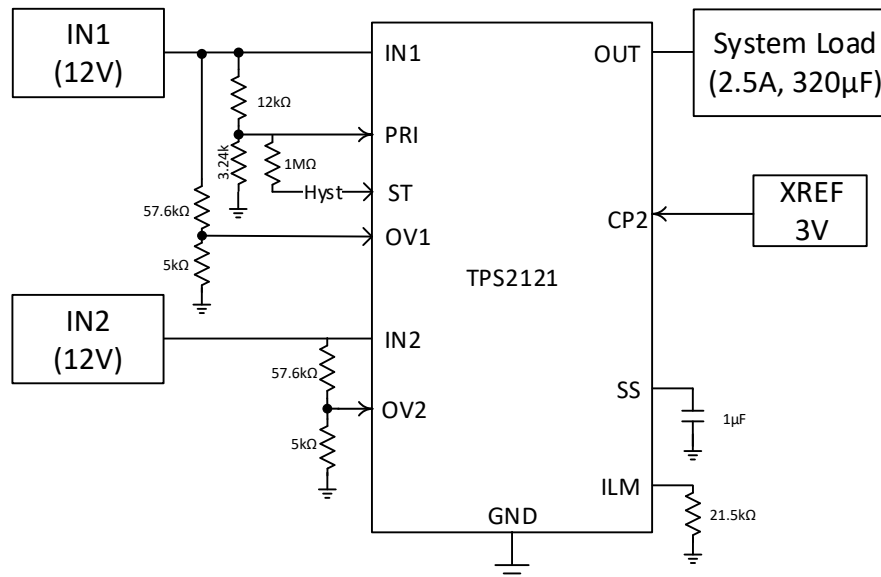 IN1
(12V)
IN1
OUT
System Load
(2.5A, 320µF)
12kΩ
PRI
3.24k
1MΩ
Hyst
ST
57.6kΩ
OV1
5kΩ
CP2
XREF
3V
TPS2121
IN2
(12V)
IN2
57.6kΩ
OV2
5kΩ
SS
1µF
ILM
21.5kΩ
GND